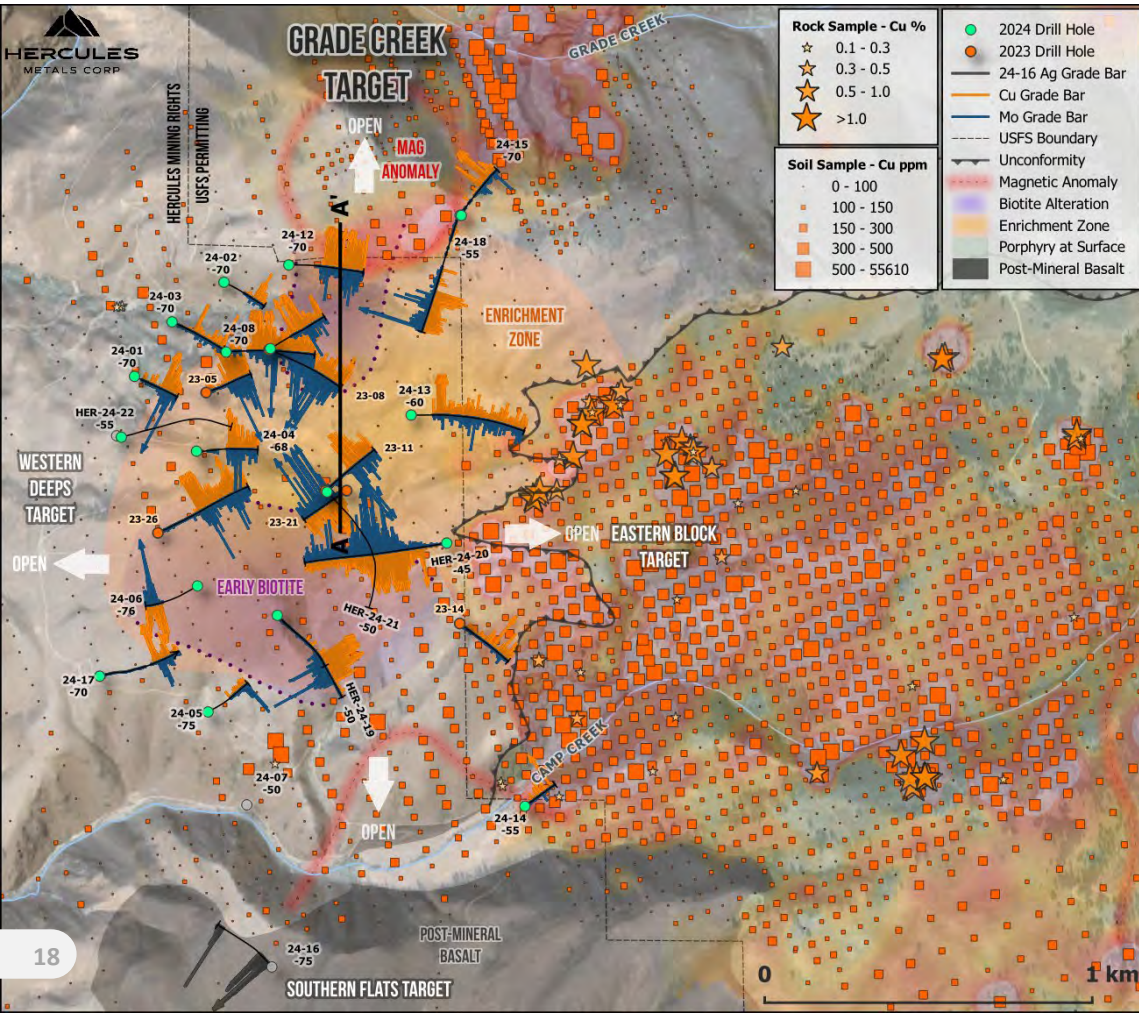 HERCULES
METALS CORP
GRADE CREEK
TARGET
GRADE CREEK
Rock Sample - Cu %
0.1 - 0.3
0.3 - 0.5
0.5 - 1.0
>1.0
Soil Sample - Cu ppm
0 - 100
100 - 150
150 - 300
300 - 500
500 - 55610
2024 Drill Hole
2023 Drill Hole
24-16 Ag Grade Bar
Cu Grade Bar
Mo Grade Bar
USFS Boundary
Unconformity
Magnetic Anomaly
Biotite Alteration
Enrichment Zone
Porphyry at Surface
Post-Mineral Basalt
HERCULES MINING RIGHTS
USFS PERMITTING
OPEN
MAG
ANOMALY
24-15
-70
A'
24-12
-70
24-18
-55
24-02
-70
24-03
-70
24-08
-70
ENRICHMENT
ZONE
24-01
-70
23-05
23-08
24-13
-60
HER-24-22
-55
24-04
-68
23-11
WESTERN
DEEPS
TARGET
23-26
23-21
A
OPEN
OPEN
EASTERN BLOCK
TARGET
HER-24-20
-45
EARLY BIOTITE
24-06
-76
HER-24-21
-50
23-14
24-17
-70
24-05
-75
HER-24-19
-50
CAMP CREEK
24-07
-50
OPEN
24-14
-55
POST-MINERAL
BASALT
24-16
-75
18
SOUTHERN FLATS TARGET
0
1 km